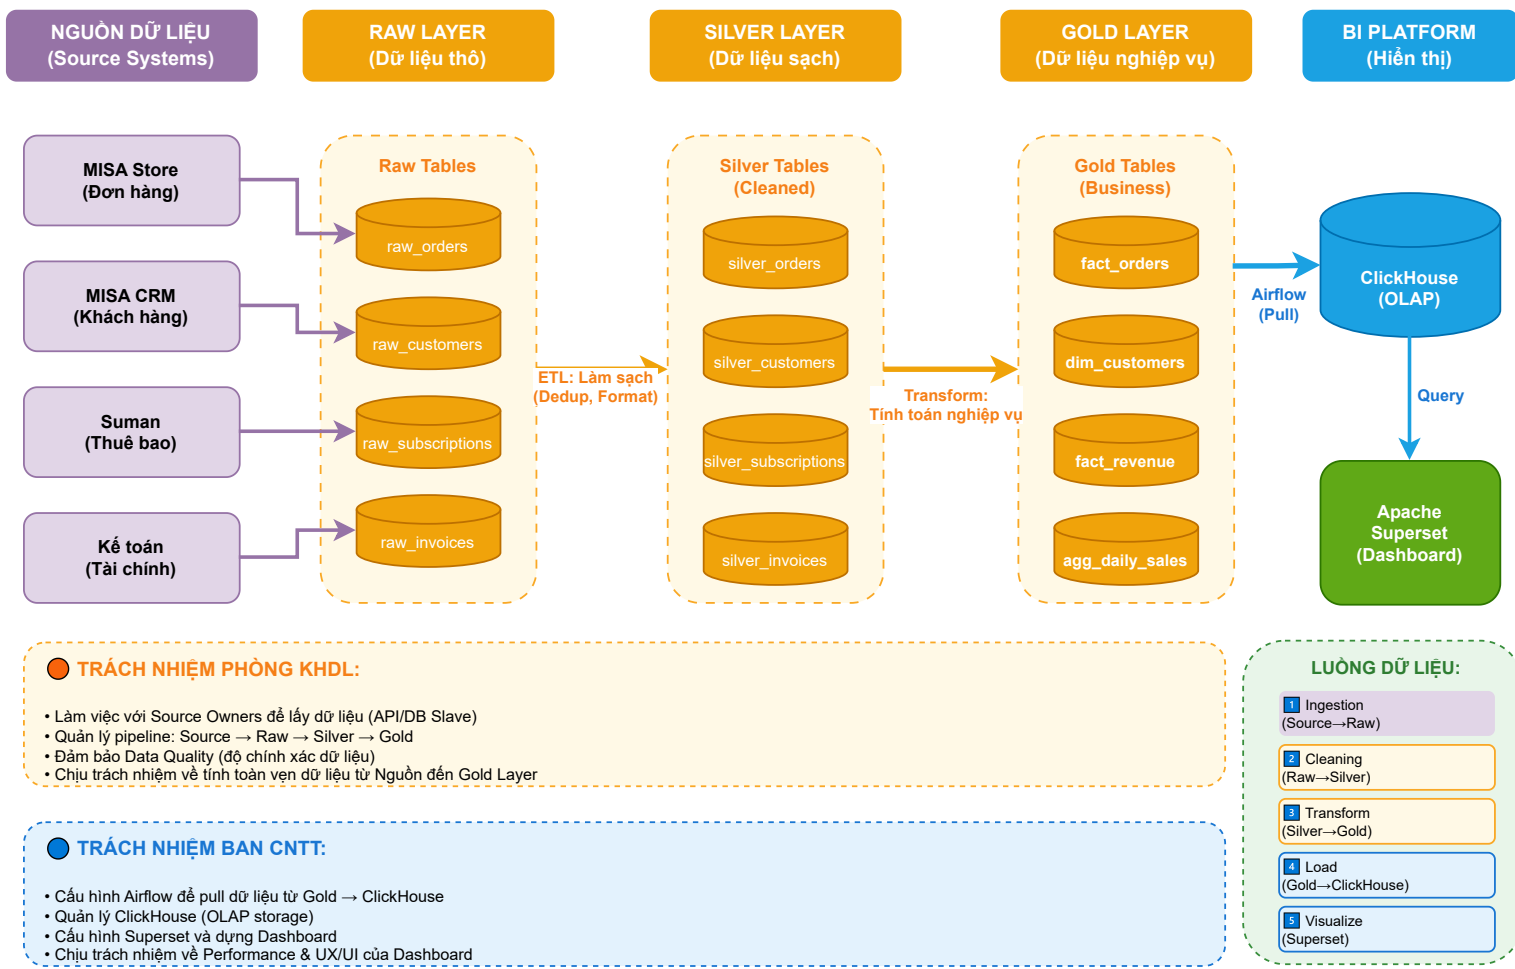 NGUỒN DỮ LIỆU
(Source Systems)
RAW LAYER
(Dữ liệu thô)
SILVER LAYER
(Dữ liệu sạch)
GOLD LAYER
(Dữ liệu nghiệp vụ)
BI PLATFORM
(Hiển thị)
MISA Store
(Đơn hàng)
MISA CRM
(Khách hàng)
Suman
(Thuê bao)
Kế toán
(Tài chính)
Raw Tables
raw_orders
raw_customers
raw_subscriptions
raw_invoices
ETL: Làm sạch
(Dedup, Format)
Silver Tables
(Cleaned)
silver_orders
silver_customers
silver_subscriptions
silver_invoices
Transform:
Tính toán nghiệp vụ
Gold Tables
(Business)
fact_orders
dim_customers
fact_revenue
agg_daily_sales
Airflow
(Pull)
ClickHouse
(OLAP)
Query
Apache
Superset
(Dashboard)
TRÁCH NHIỆM PHÒNG KHDL:
• Làm việc với Source Owners để lấy dữ liệu (API/DB Slave)
• Quản lý pipeline: Source → Raw → Silver → Gold
• Đảm bảo Data Quality (độ chính xác dữ liệu)
• Chịu trách nhiệm về tính toàn vẹn dữ liệu từ Nguồn đến Gold Layer
TRÁCH NHIỆM BAN CNTT:
• Cấu hình Airflow để pull dữ liệu từ Gold → ClickHouse
• Quản lý ClickHouse (OLAP storage)
• Cấu hình Superset và dựng Dashboard
• Chịu trách nhiệm về Performance & UX/UI của Dashboard
LUỒNG DỮ LIỆU:
1 Ingestion
(Source→Raw)
2 Cleaning
(Raw→Silver)
3 Transform
(Silver→Gold)
4 Load
(Gold→ClickHouse)
5 Visualize
(Superset)